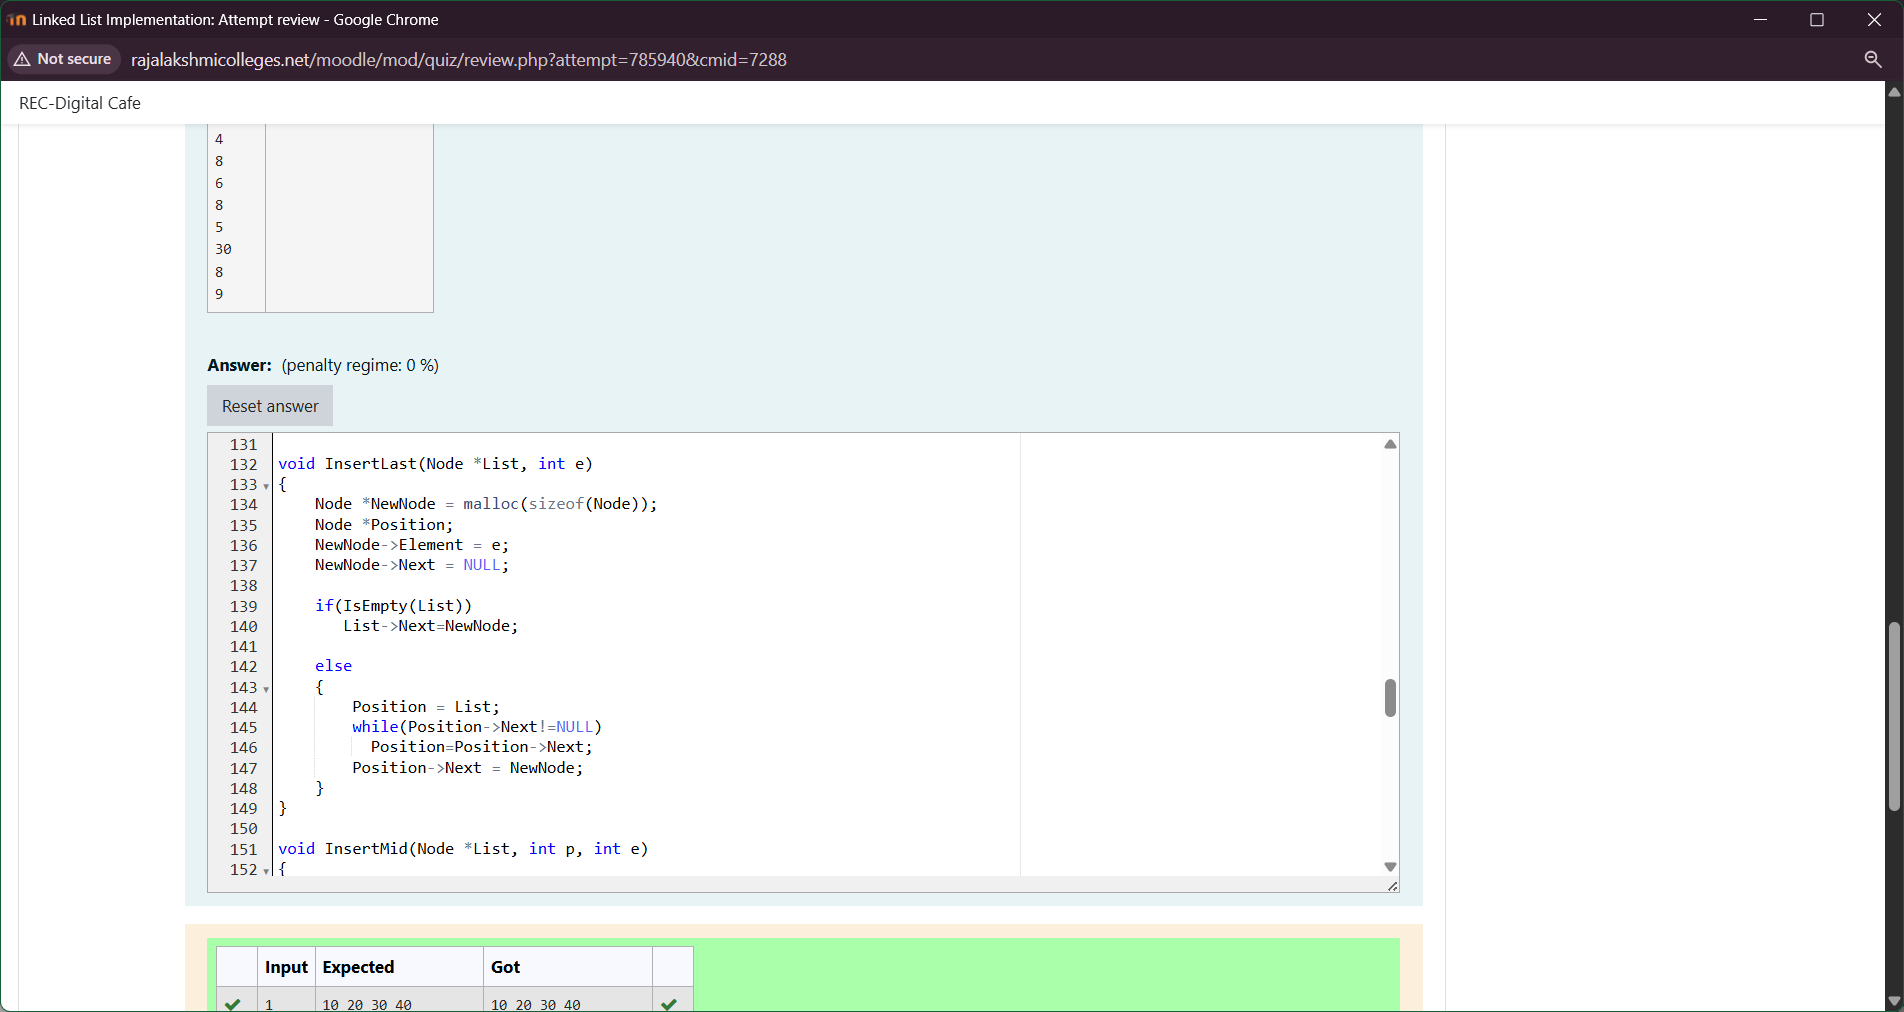 Linked List Implementation: Attempt review - Google Chrome
Not secure rajalakshmicolleges.net/moodle/mod/quiz/review.php?attempt=785940&cmid=7288
REC-Digital Cafe
4
8
6
8
5
30
8
9
Answer: (penalty regime: 0 %)
Reset answer
131
132 void InsertLast(Node *List, int e)
133 {
134     Node *NewNode = malloc(sizeof(Node));
135     Node *Position;
136     NewNode->Element = e;
137     NewNode->Next = NULL;
138
139     if(IsEmpty(List))
140        List->Next=NewNode;
141
142     else
143     {
144         Position = List;
145         while(Position->Next!=NULL)
146           Position=Position->Next;
147         Position->Next = NewNode;
148     }
149 }
150
151 void InsertMid(Node *List, int p, int e)
152 {
Input Expected Got
1 10 20 30 40 10 20 30 40